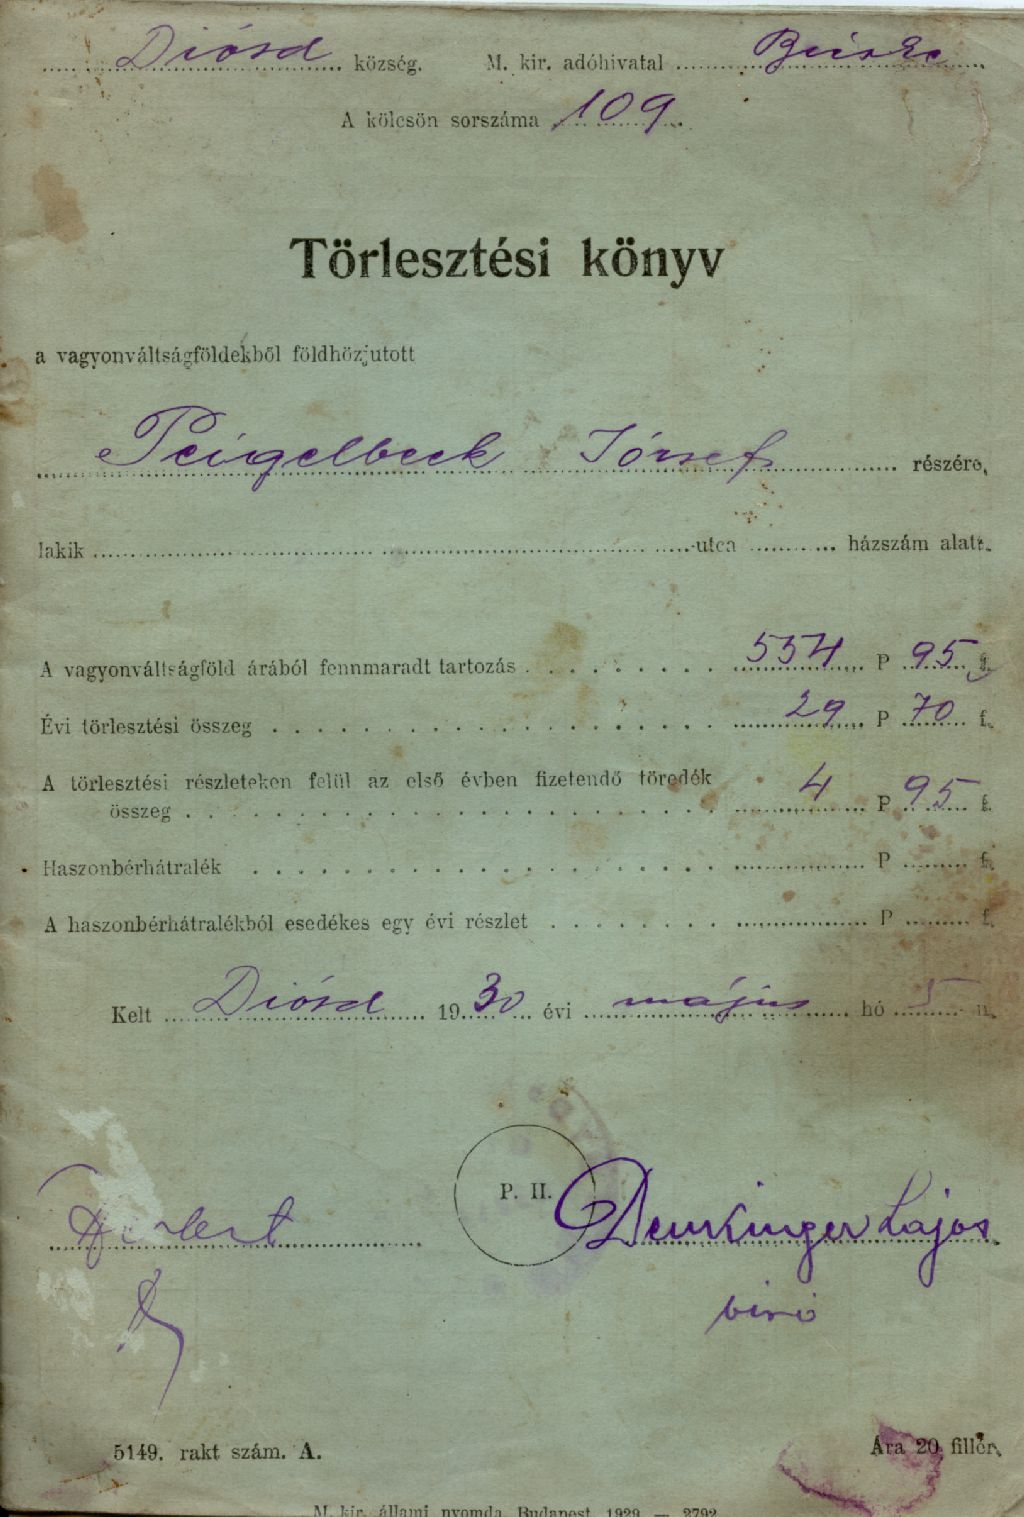 Diósd község. M. kir. adóhivatal Bicske
A kölcsön sorszáma 109
Törlesztési könyv
a vagyonváltságföldekből földhözjutott
Peigelbeck József részére,
lakik utca házszám alatt.
A vagyonváltságföld árából fennmaradt tartozás 534 P 95 f.
Évi törlesztési összeg 29 P 70 f.
A törlesztési részleteken felül az első évben fizetendő töredék
összeg 4 P 95 f.
Haszonbérhátralék P f.
A haszonbérhátralékból esedékes egy évi részlet P f.
Kelt Diósd 1930 évi május hó 5 n.
P. H.
Lajos
biró
5149. rakt szám. A. Ára 20 fillér.
M. kir. állami nyomda Budapest 1929 — 2792